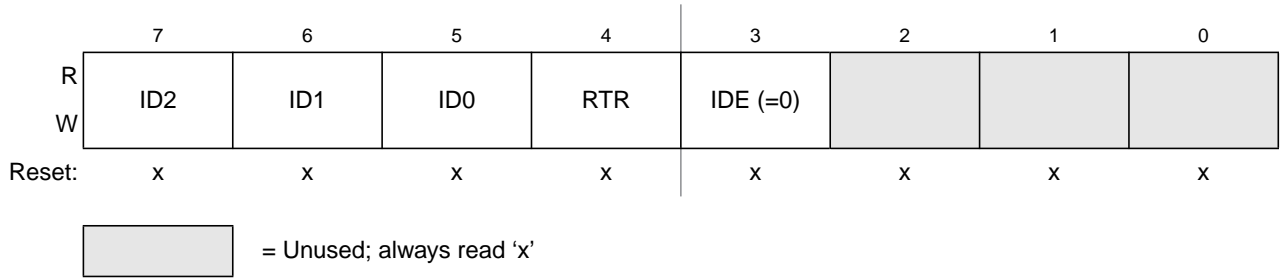 7 6 5 4 3 2 1 0
R
W
ID2 ID1 ID0 RTR IDE (=0)
Reset: x x x x x x x x
= Unused; always read ‘x’